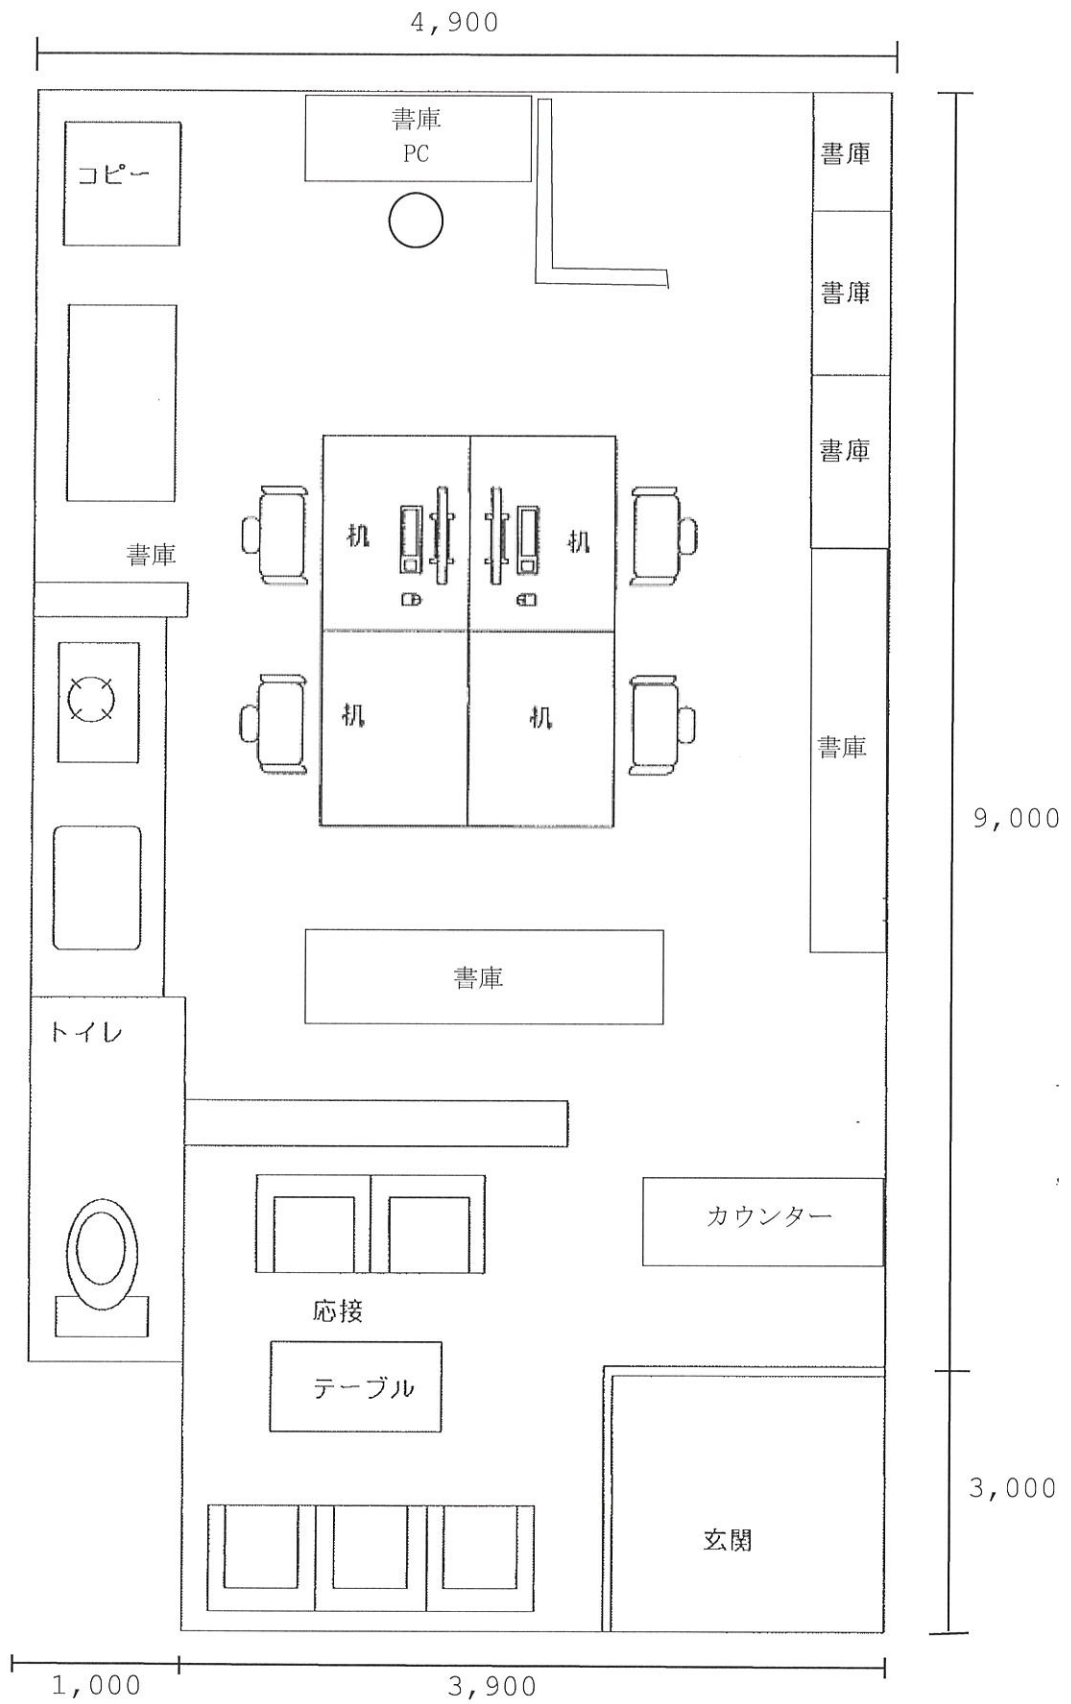 4,900
書庫
PC
コピー
書庫
書庫
書庫
机
机
書庫
机
机
書庫
9,000
書庫
トイレ
カウンター
応接
テーブル
3,000
玄関
1,000
3,900